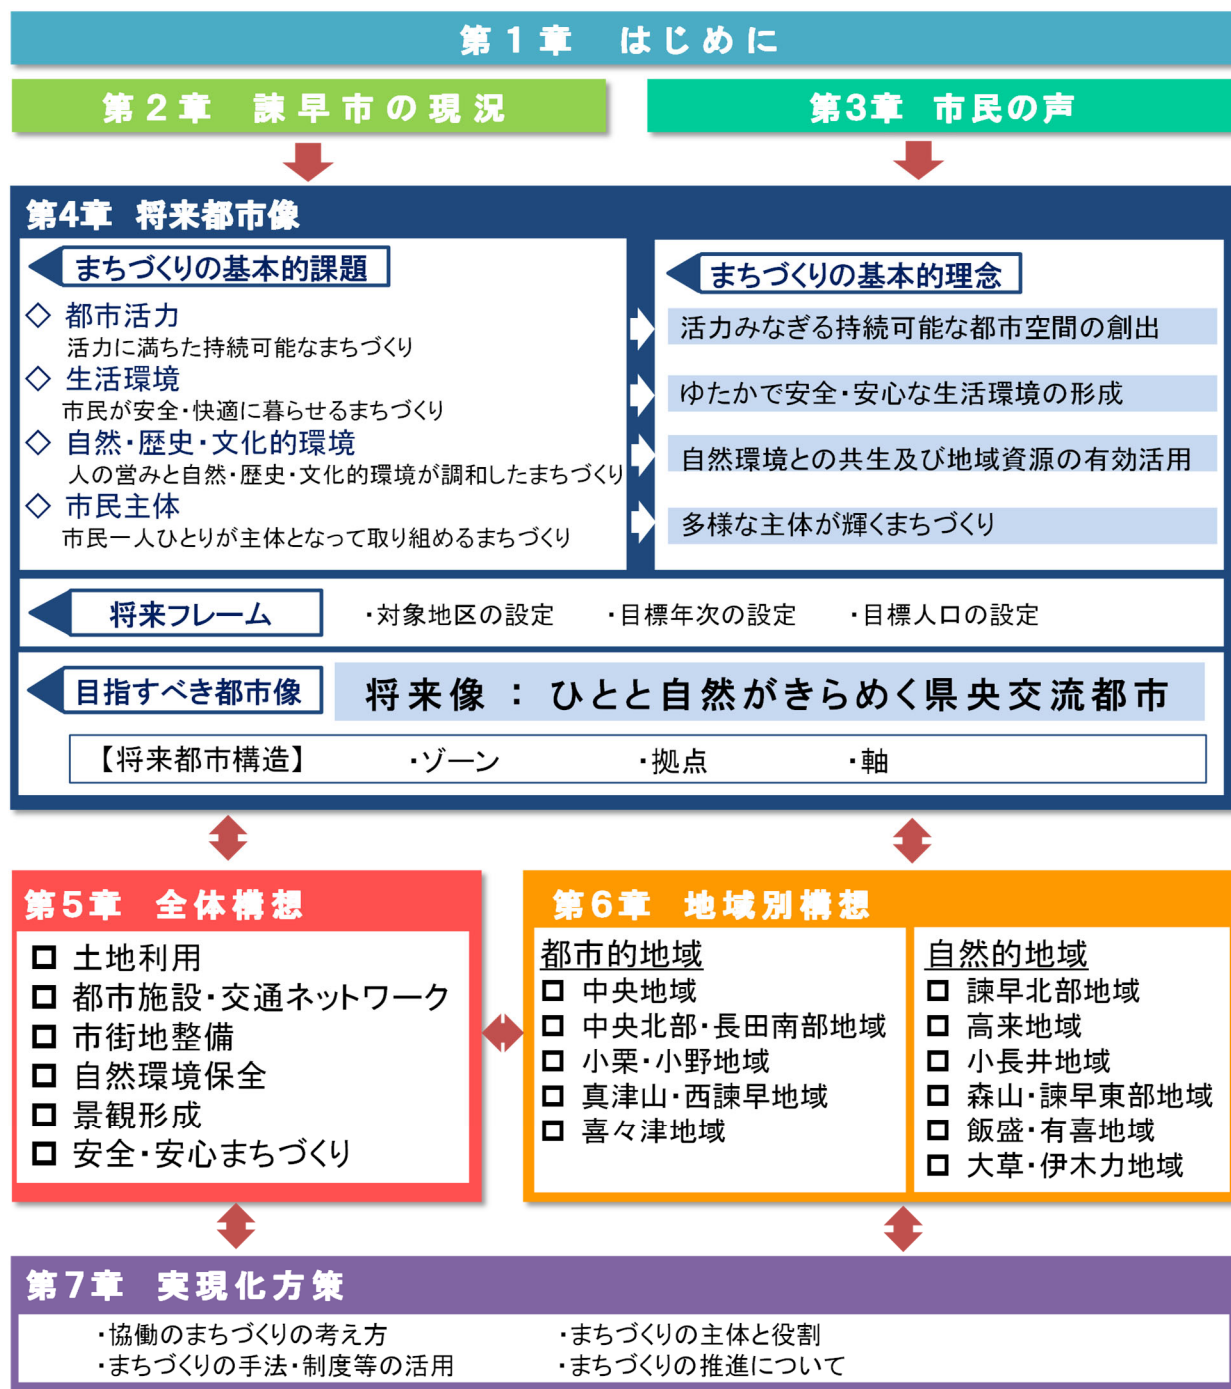 第1章 はじめに
第2章 諫早市の現況
第3章 市民の声
第4章 将来都市像
まちづくりの基本的課題
◇ 都市活力
活力に満ちた持続可能なまちづくり
◇ 生活環境
市民が安全・快適に暮らせるまちづくり
◇ 自然・歴史・文化的環境
人の営みと自然・歴史・文化的環境が調和したまちづくり
◇ 市民主体
市民一人ひとりが主体となって取り組めるまちづくり
まちづくりの基本的理念
活力みなぎる持続可能な都市空間の創出
ゆたかで安全・安心な生活環境の形成
自然環境との共生及び地域資源の有効活用
多様な主体が輝くまちづくり
将来フレーム ・対象地区の設定 ・目標年次の設定 ・目標人口の設定
目指すべき都市像 将来像 : ひとと自然がきらめく県央交流都市
【将来都市構造】 ・ゾーン ・拠点 ・軸
第5章 全体構想
□ 土地利用
□ 都市施設・交通ネットワーク
□ 市街地整備
□ 自然環境保全
□ 景観形成
□ 安全・安心まちづくり
第6章 地域別構想
都市的地域
□ 中央地域
□ 中央北部・長田南部地域
□ 小栗・小野地域
□ 真津山・西諫早地域
□ 喜々津地域
自然的地域
□ 諫早北部地域
□ 高来地域
□ 小長井地域
□ 森山・諫早東部地域
□ 飯盛・有喜地域
□ 大草・伊木力地域
第7章 実現化方策
・協働のまちづくりの考え方 ・まちづくりの主体と役割
・まちづくりの手法・制度等の活用 ・まちづくりの推進について